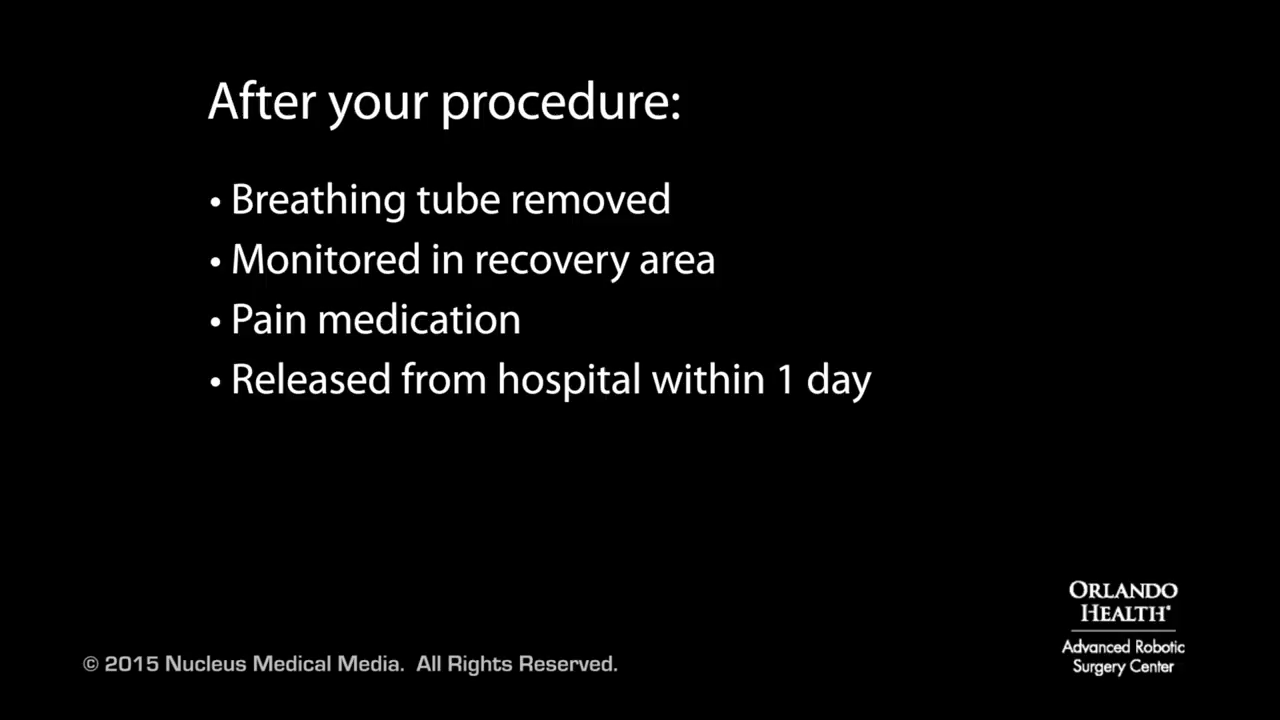 After your procedure:
• Breathing tube removed
• Monitored in recovery area
• Pain medication
• Released from hospital within 1 day
ORLANDO
HEALTH®
Advanced Robotic
Surgery Center
© 2015 Nucleus Medical Media. All Rights Reserved.